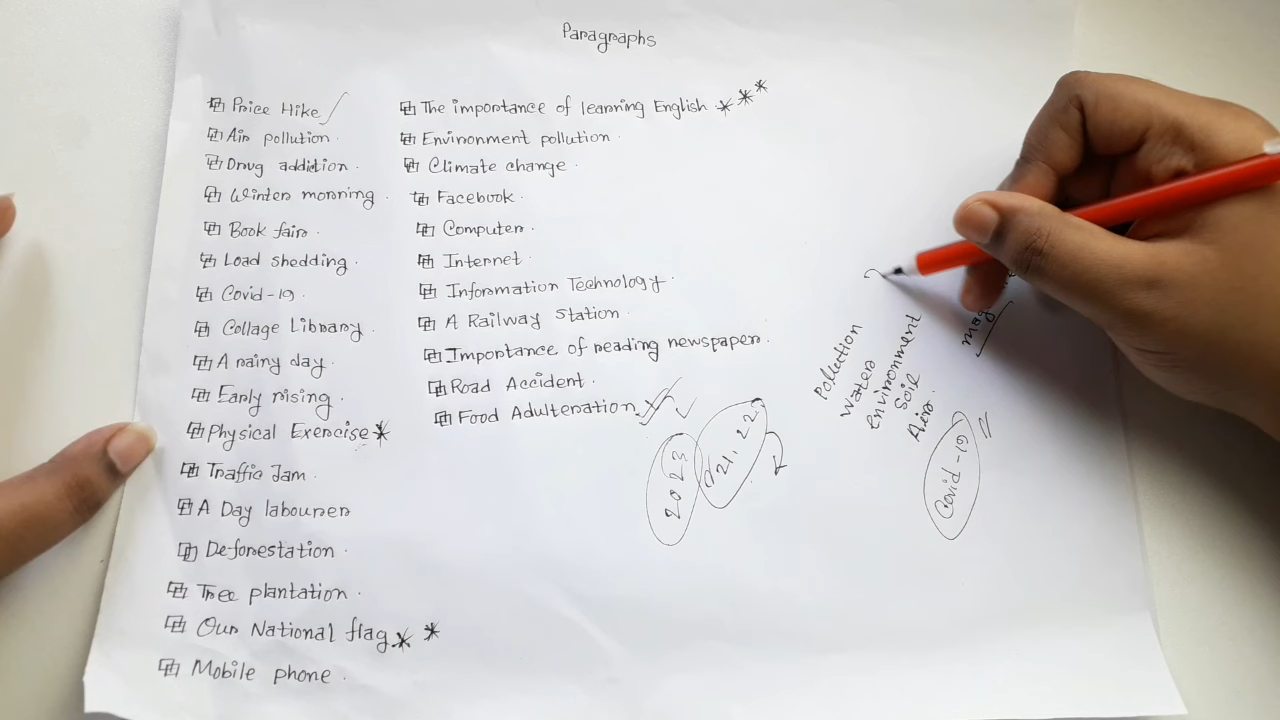 Paragraphs
Price Hike
Air pollution.
Drug addition.
Winter morning.
Book fair.
Load shedding.
Covid-19.
Collage Library.
A rainy day.
Early rising.
Physical Exercise *
Traffic Jam.
A Day labourer
Deforestation.
Tree plantation.
Our National flag * *
Mobile phone.
The importance of learning English * * *
Environment pollution.
Climate change.
Facebook.
Computer.
Internet.
Information Technology.
A Railway station.
Importance of reading newspaper.
Road Accident.
Food Adulteration
2023
21, 22
Pollution
Water
environment
Soil
Air.
Covid-19